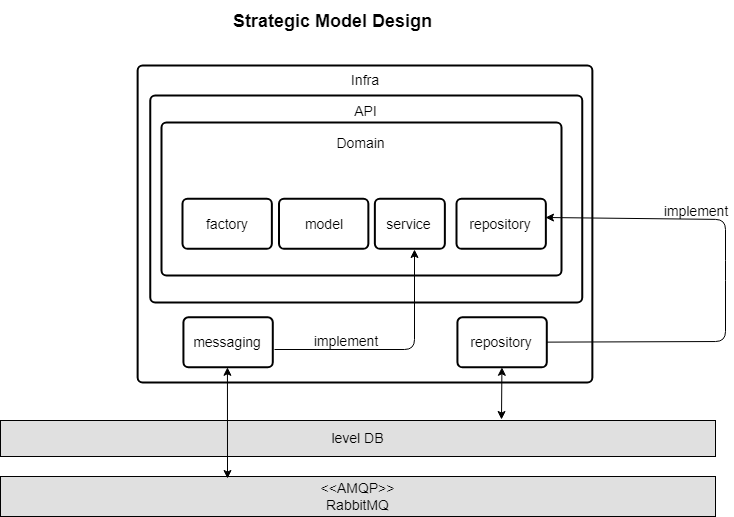 Strategic Model Design
Infra
API
Domain
factory
model
service
repository
implement
messaging
implement
repository
level DB
<<AMQP>>
RabbitMQ